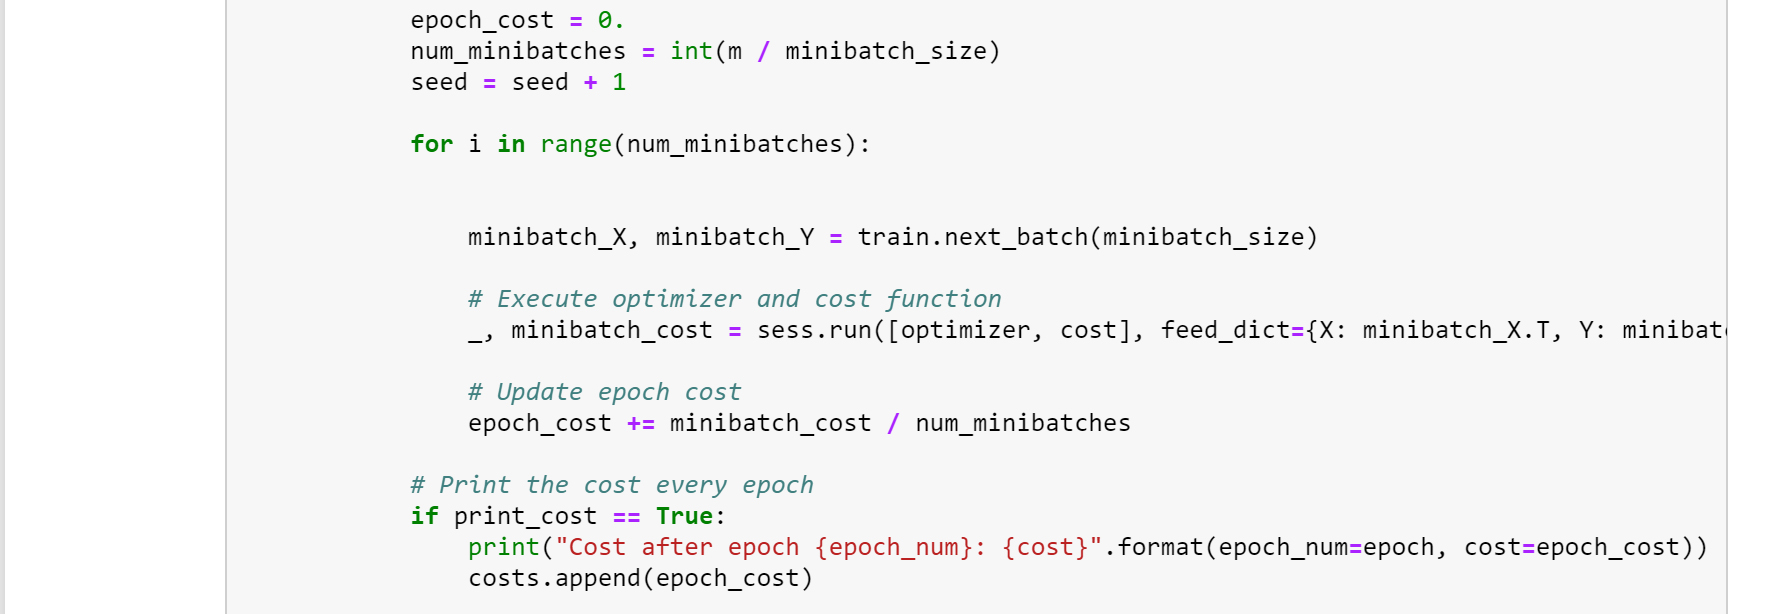 epoch_cost = 0.
num_minibatches = int(m / minibatch_size)
seed = seed + 1
for i in range(num_minibatches):
minibatch_X, minibatch_Y = train.next_batch(minibatch_size)
# Execute optimizer and cost function
_, minibatch_cost = sess.run([optimizer, cost], feed_dict={X: minibatch_X.T, Y: minibat
# Update epoch cost
epoch_cost += minibatch_cost / num_minibatches
# Print the cost every epoch
if print_cost == True:
print("Cost after epoch {epoch_num}: {cost}".format(epoch_num=epoch, cost=epoch_cost))
costs.append(epoch_cost)